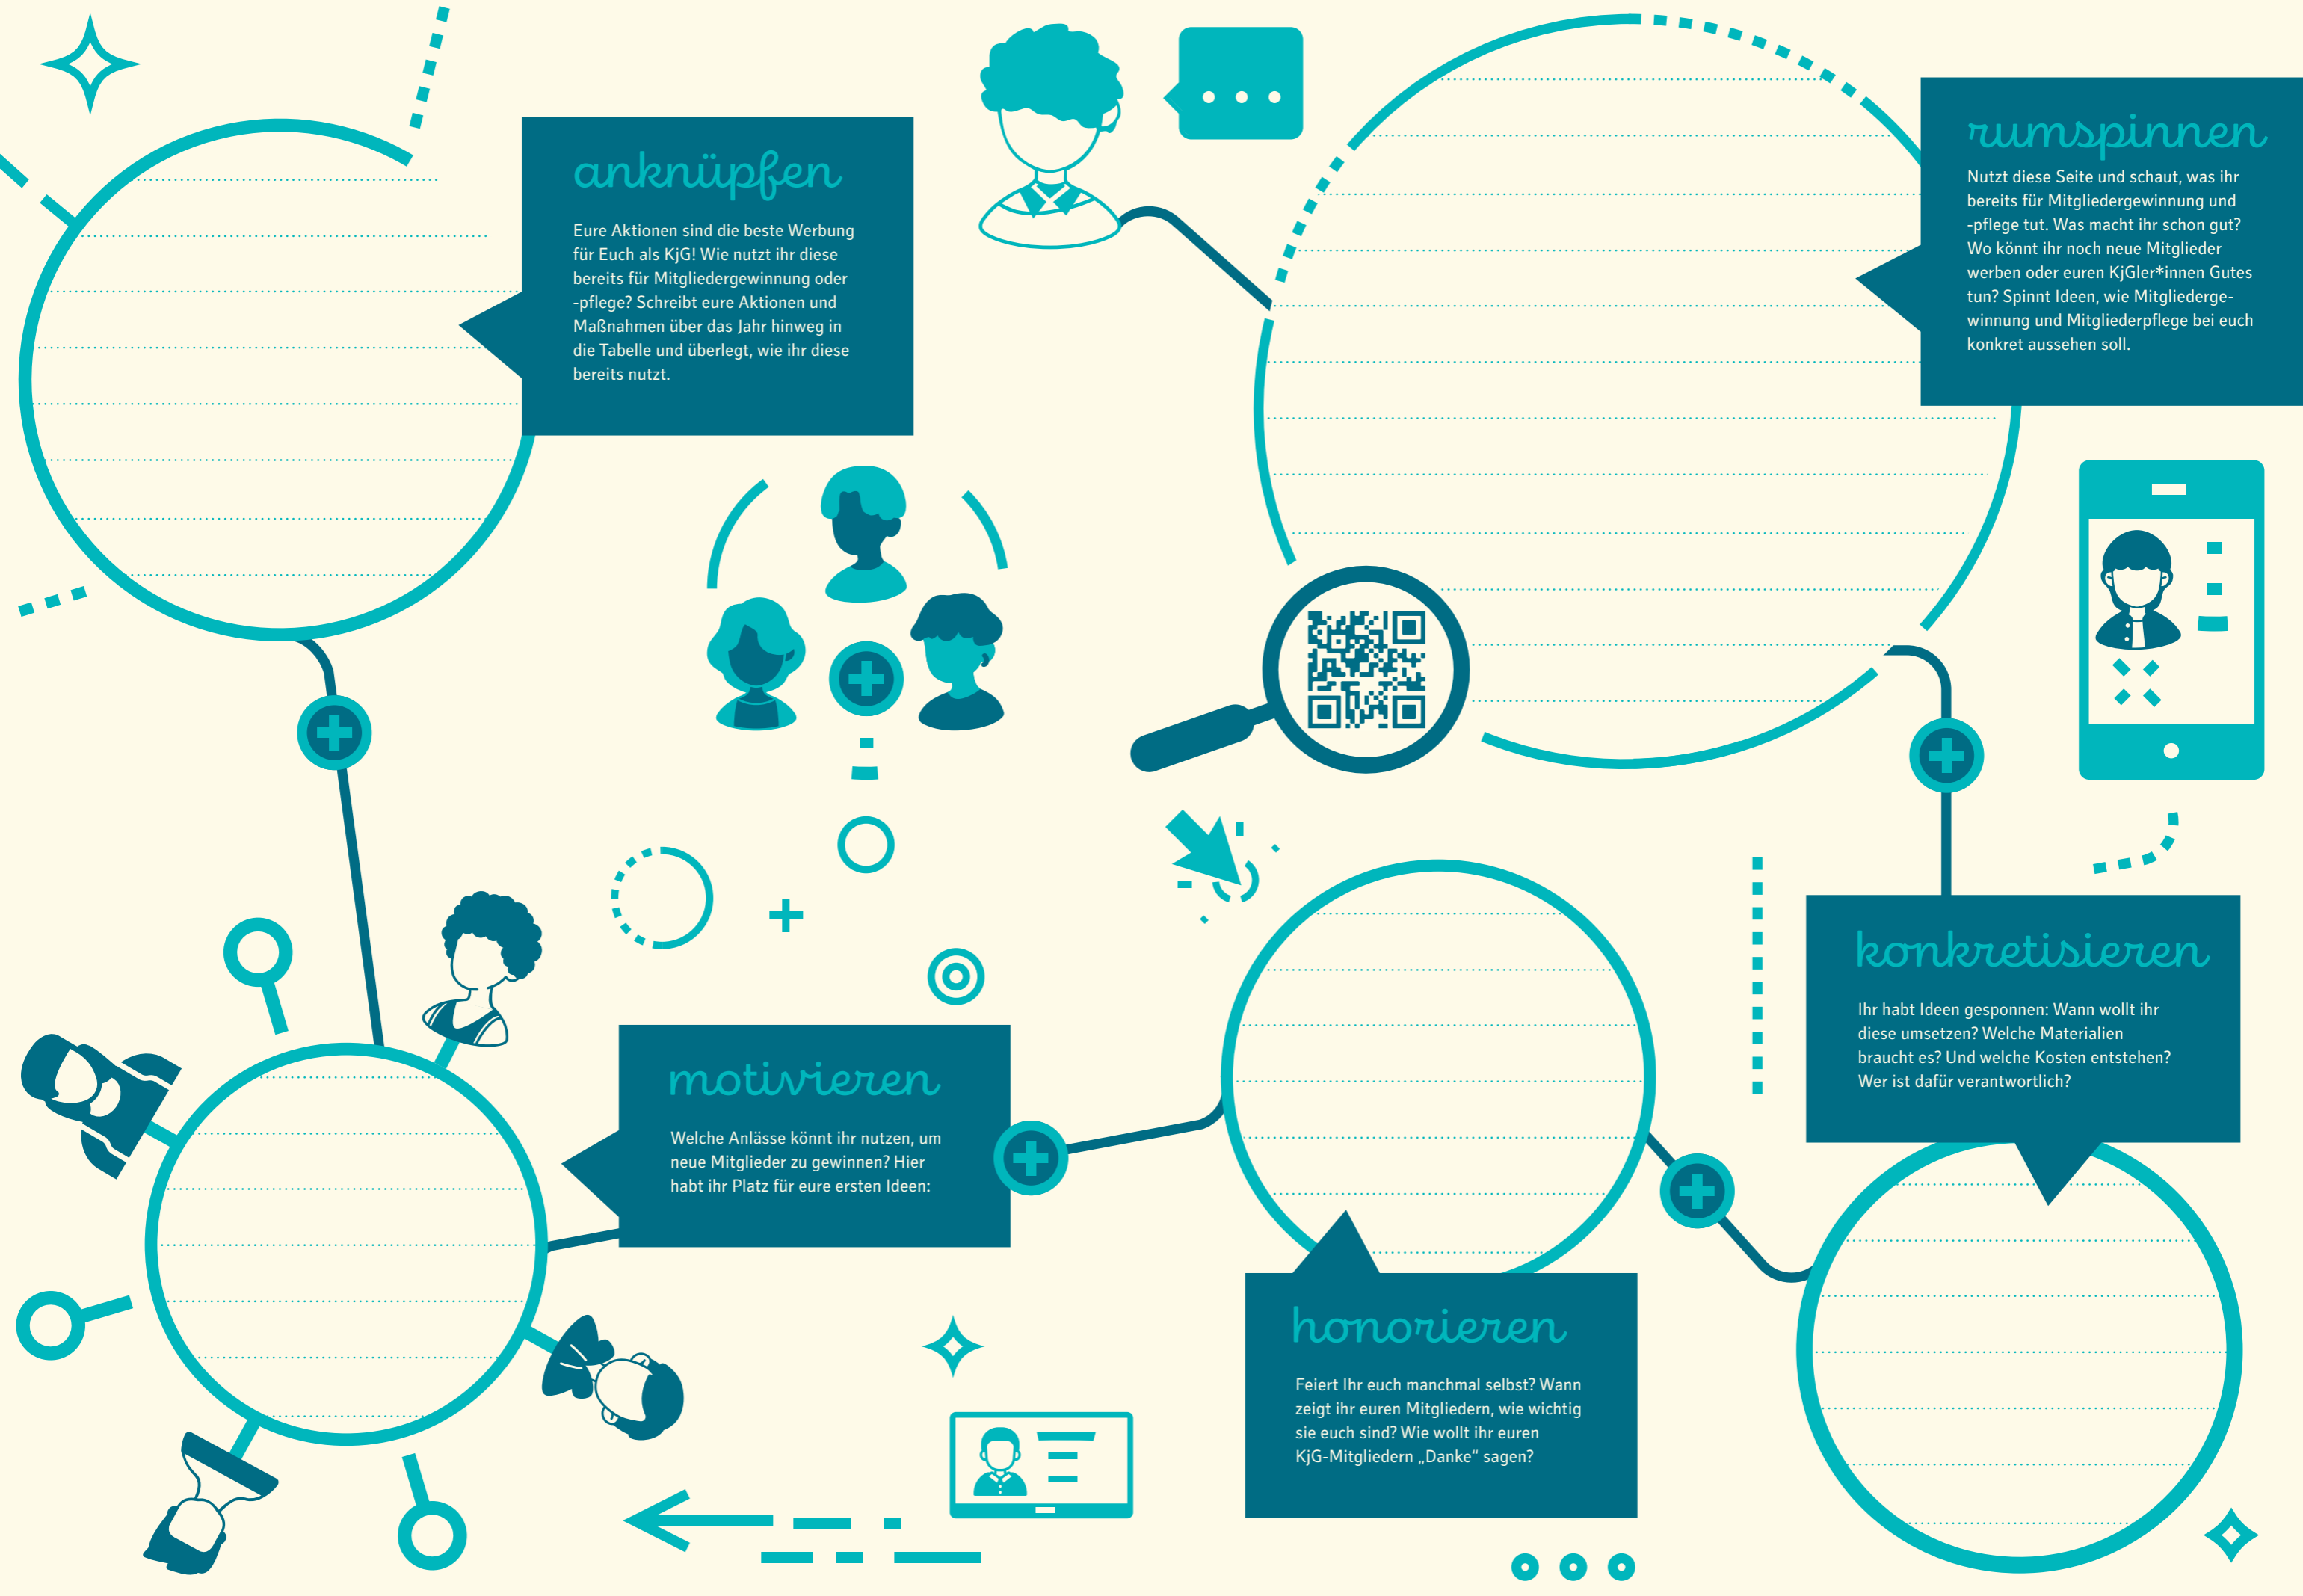 anknüpfen
Eure Aktionen sind die beste Werbung
für Euch als KjG! Wie nutzt ihr diese
bereits für Mitgliedergewinnung oder
-pflege? Schreibt eure Aktionen und
Maßnahmen über das Jahr hinweg in
die Tabelle und überlegt, wie ihr diese
bereits nutzt.
rumspinnen
Nutzt diese Seite und schaut, was ihr
bereits für Mitgliedergewinnung und
-pflege tut. Was macht ihr schon gut?
Wo könnt ihr noch neue Mitglieder
werben oder euren KjGler*innen Gutes
tun? Spinnt Ideen, wie Mitgliederge-
winnung und Mitgliederpflege bei euch
konkret aussehen soll.
motivieren
Welche Anlässe könnt ihr nutzen, um
neue Mitglieder zu gewinnen? Hier
habt ihr Platz für eure ersten Ideen:
konkretisieren
Ihr habt Ideen gesponnen: Wann wollt ihr
diese umsetzen? Welche Materialien
braucht es? Und welche Kosten entstehen?
Wer ist dafür verantwortlich?
honorieren
Feiert Ihr euch manchmal selbst? Wann
zeigt ihr euren Mitgliedern, wie wichtig
sie euch sind? Wie wollt ihr euren
KjG-Mitgliedern „Danke“ sagen?